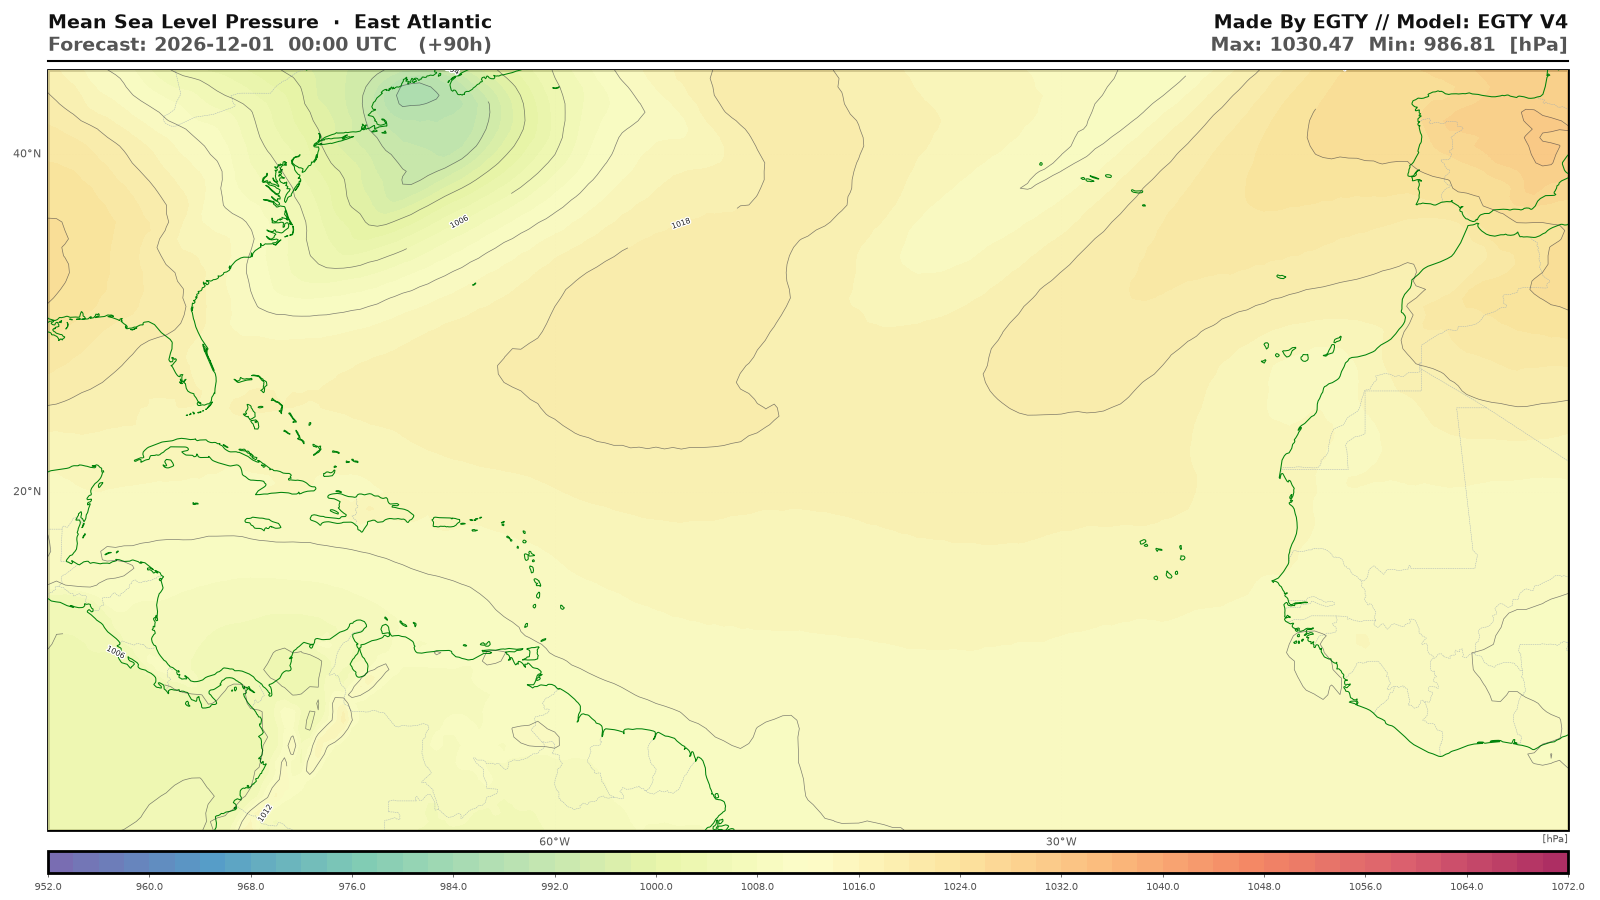 Mean Sea Level Pressure · East Atlantic
Made By EGTY // Model: EGTY V4
Forecast: 2026-12-01 00:00 UTC (+90h)
Max: 1030.47 Min: 986.81 [hPa]
40°N
1006
1018
20°N
1006
1012
60°W
30°W
[hPa]
952.0 960.0 968.0 976.0 984.0 992.0 1000.0 1008.0 1016.0 1024.0 1032.0 1040.0 1048.0 1056.0 1064.0 1072.0